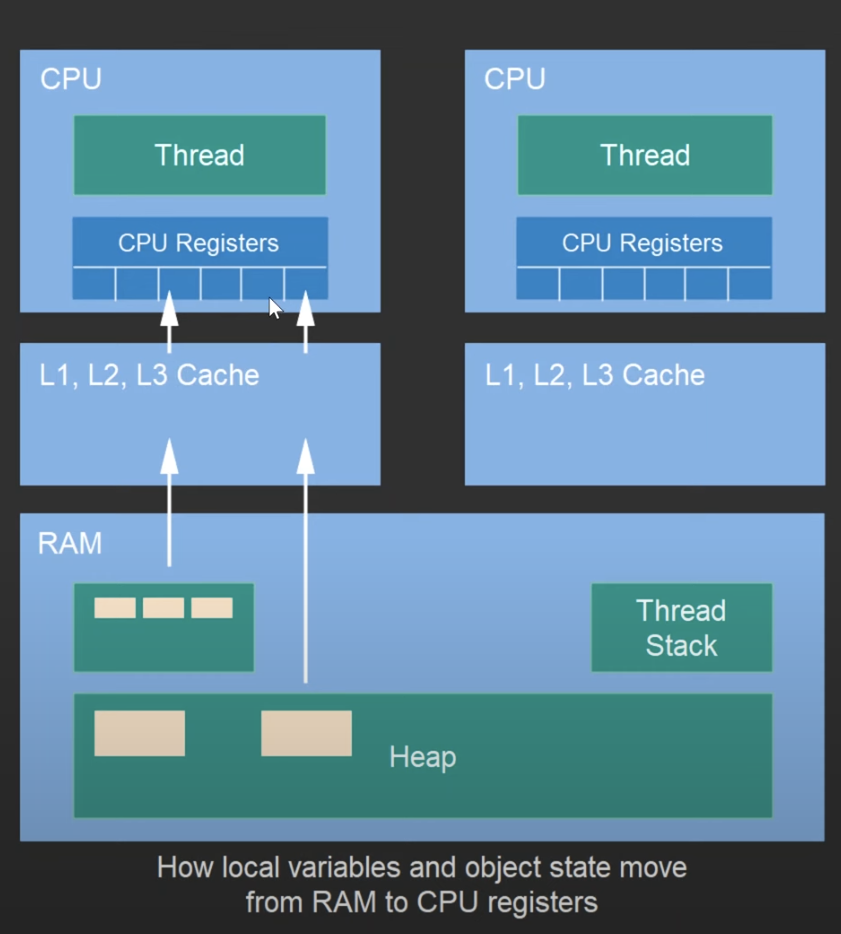 CPU
Thread
CPU Registers
L1, L2, L3 Cache
CPU
Thread
CPU Registers
L1, L2, L3 Cache
RAM
Thread
Stack
Heap
How local variables and object state move
from RAM to CPU registers